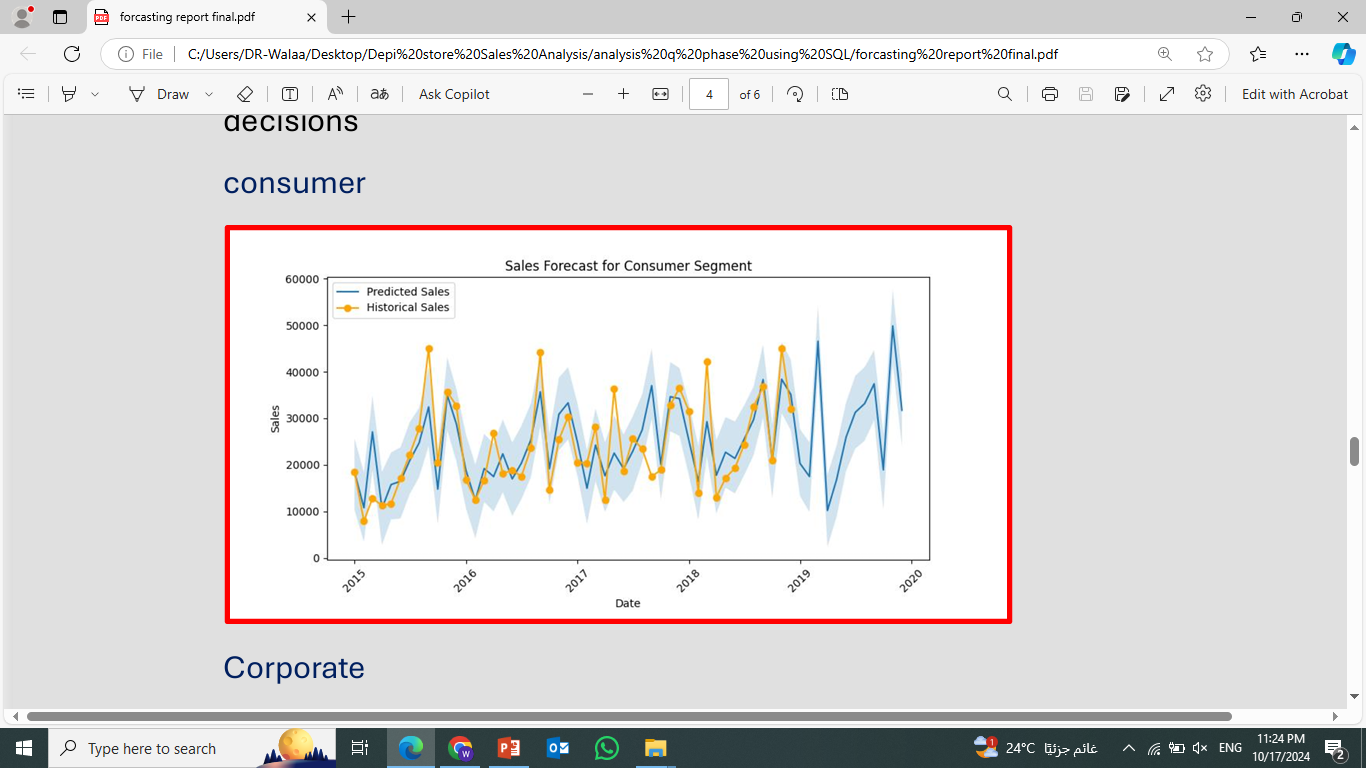 forcasting report final.pdf
File
C:/Users/DR-Walaa/Desktop/Depi%20store%20Sales%20Analysis/analysis%20q%20phase%20using%20SQL/forcasting%20report%20final.pdf
Draw
Ask Copilot
4 of 6
Edit with Acrobat
decisions
consumer
Sales Forecast for Consumer Segment
Predicted Sales
Historical Sales
Sales
60000
50000
40000
30000
20000
10000
0
2015 2016 2017 2018 2019 2020
Date
Corporate
Type here to search
1
24°C غائم جزئيًا
ENG
11:24 PM
10/17/2024
2